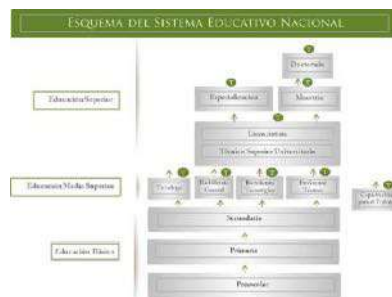 ESQUEMA DEL SISTEMA EDUCATIVO NACIONAL
Doctorado
Educación Superior
Especialización
Maestría
Licenciatura
Técnico Superior Universitario
Educación Media Superior
Bachillerato
General
Bachillerato
Tecnológico
Profesional
Técnico
Secundaria
Educación Básica
Primaria
Preescolar